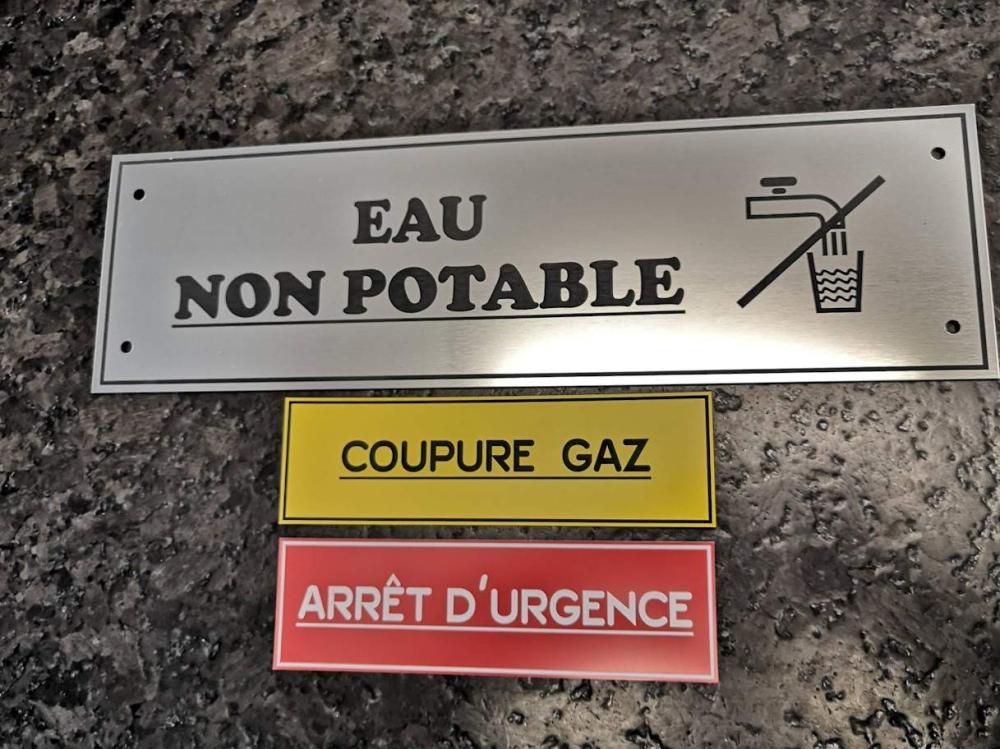 EAU
NON POTABLE
COUPURE GAZ
ARRÊT D'URGENCE